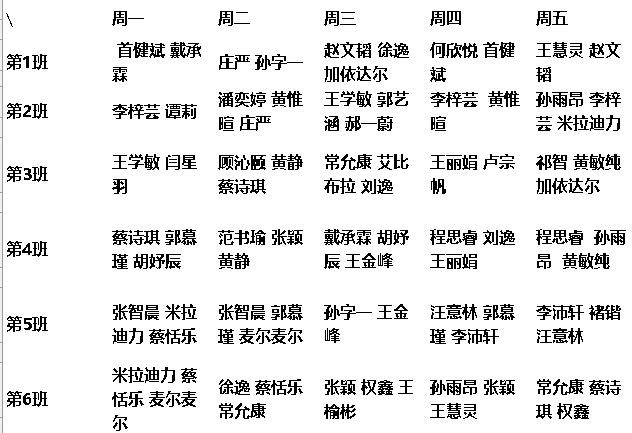 \ 周一 周二 周三 周四 周五
第1班 首健斌 戴承霖 庄严 孙字一 赵文韬 徐逸 加依达尔 何欣悦 首健斌 王慧灵 赵文韬
第2班 李梓芸 谭莉 潘奕婷 黄惟暄 庄严 王学敏 郭艺涵 郝一蔚 李梓芸 黄惟暄 孙雨昂 李梓芸 米拉迪力
第3班 王学敏 闫星羽 顾沁颐 黄静 蔡诗琪 常允康 艾比布拉 刘逸 王丽娟 卢宗帆 祁智 黄敏纯 加依达尔
第4班 蔡诗琪 郭慕瑾 胡妤辰 范书瑜 张颖 黄静 戴承霖 胡妤辰 王金峰 程思睿 刘逸 王丽娟 程思睿 孙雨昂 黄敏纯
第5班 张智晨 米拉迪力 蔡恬乐 张智晨 郭慕瑾 麦尔麦尔 孙字一 王金峰 汪意林 郭慕瑾 李沛轩 李沛轩 褚锴 汪意林
第6班 米拉迪力 蔡恬乐 麦尔麦尔 徐逸 蔡恬乐 常允康 张颖 权鑫 王榆彬 孙雨昂 张颖 王慧灵 常允康 蔡诗琪 权鑫